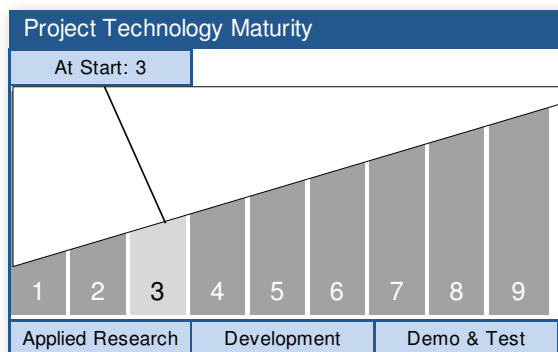 Project Technology Maturity
At Start: 3
1 2 3 4 5 6 7 8 9
Applied Research Development Demo & Test